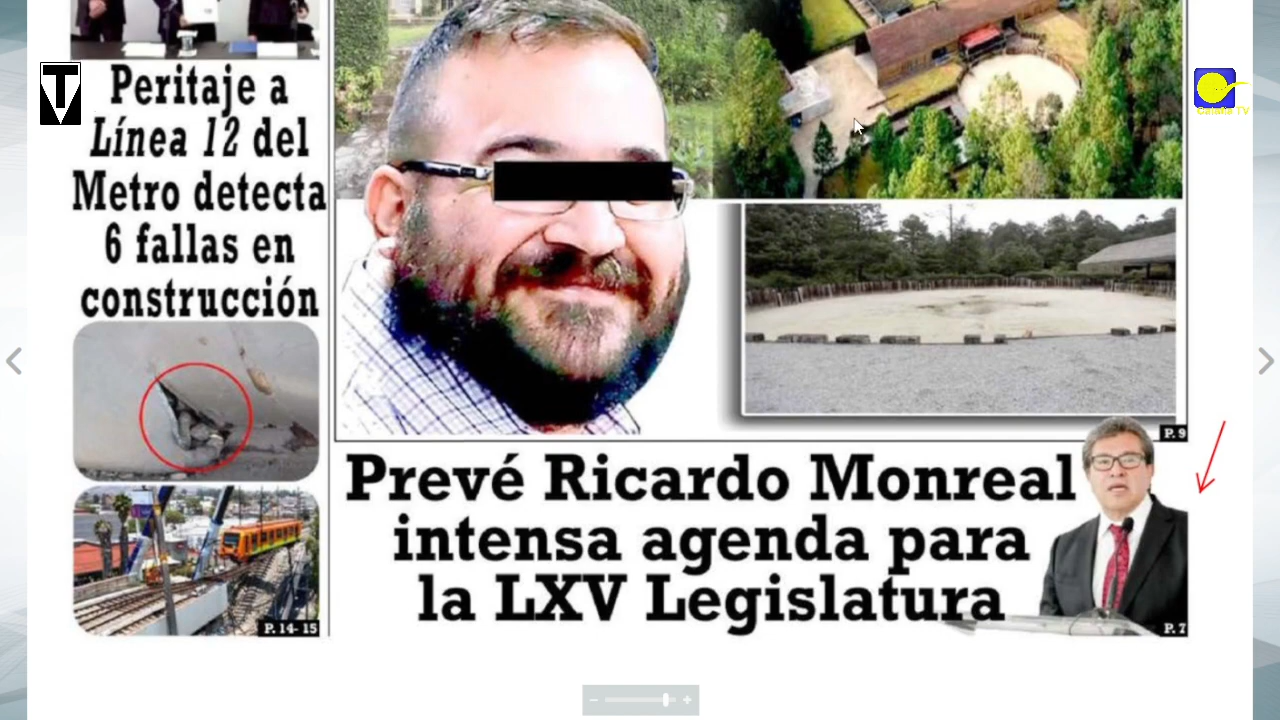 T
Peritaje a
Línea 12 del
Metro detecta
6 fallas en
construcción
P. 14-15
P. 9
Prevé Ricardo Monreal
intensa agenda para
la LXV Legislatura
P. 7